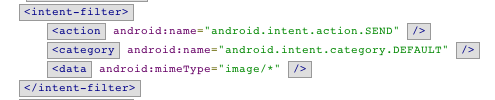 <intent-filter>
<action android:name="android.intent.action.SEND" />
<category android:name="android.intent.category.DEFAULT" />
<data android:mimeType="image/*" />
</intent-filter>